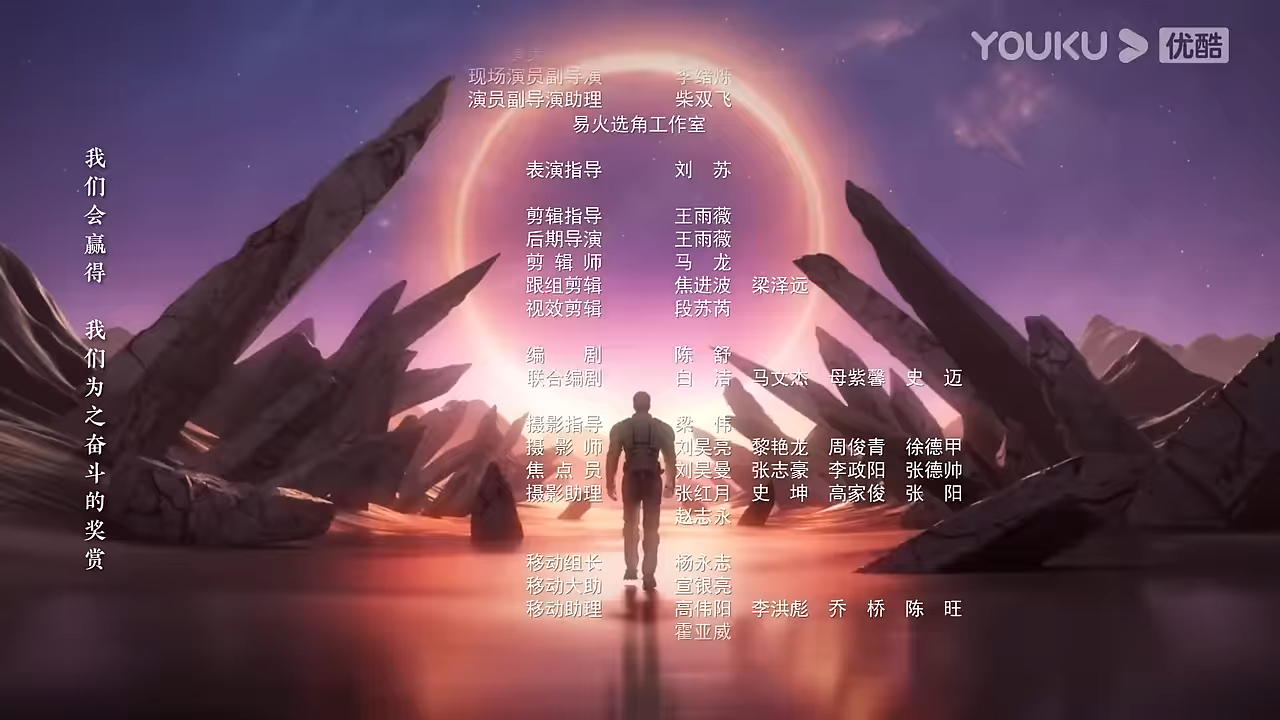 YOUKU 优酷
现场演员副导演 李绪烁
演员副导演助理 柴双飞
易火选角工作室
表演指导 刘 苏
剪辑指导 王雨薇
后期导演 王雨薇
剪 辑 师 马 龙
跟组剪辑 焦进波 梁泽远
视效剪辑 段苏芮
编 剧 陈 舒
联合编剧 白 洁 马文杰 母紫馨 史 迈
摄影指导 梁 伟
摄 影 师 刘昊亮 黎艳龙 周俊青 徐德甲
焦 点 员 刘昊曼 张志豪 李政阳 张德帅
摄影助理 张红月 史 坤 高家俊 张 阳
赵志永
移动组长 杨永志
移动大助 宣银亮
移动助理 高伟阳 李洪彪 乔 桥 陈 旺
霍亚威
我们会赢得 我们为之奋斗的奖赏